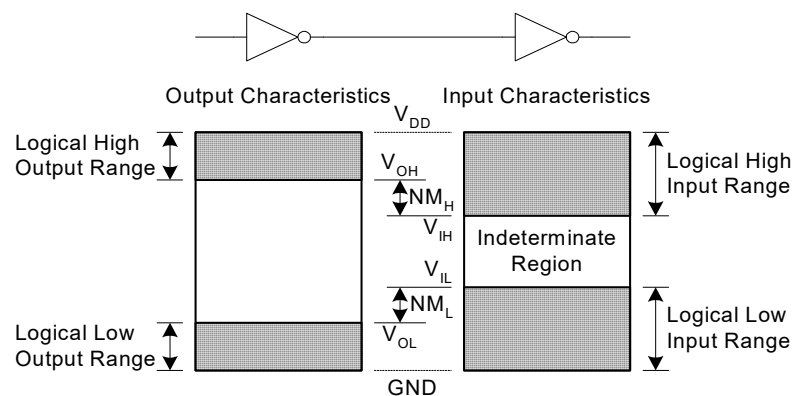 Output Characteristics
Input Characteristics
V_DD
Logical High
Output Range
V_OH
NM_H
V_IH
Logical High
Input Range
Indeterminate
Region
V_IL
NM_L
V_OL
Logical Low
Output Range
Logical Low
Input Range
GND